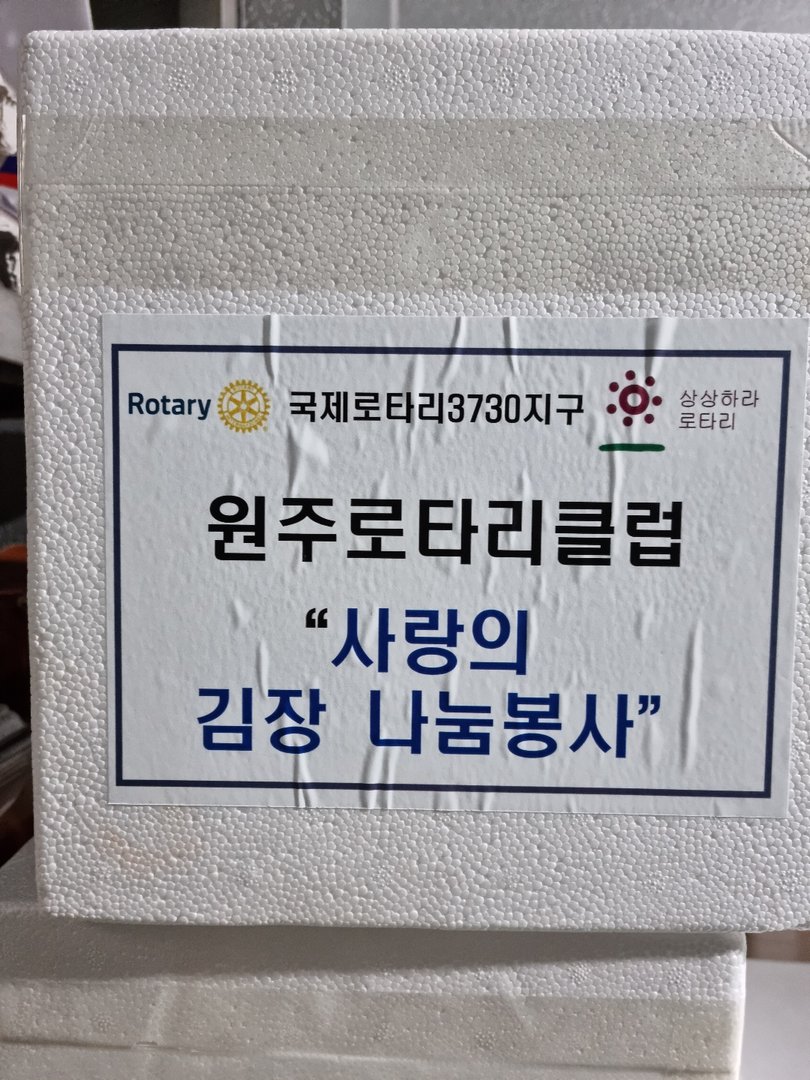 Rotary 국제로타리3730지구 상상하라
로타리
원주로타리클럽
“사랑의
김장 나눔봉사”